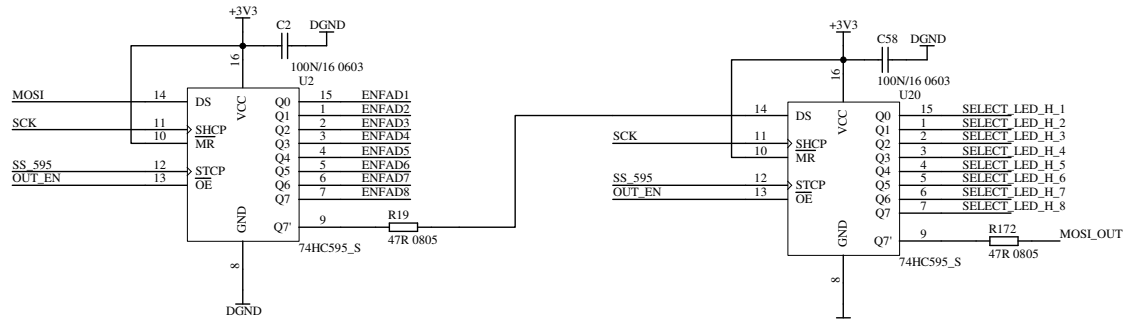 +3V3
C2
DGND
16
100N/16 0603
U2
MOSI
14
DS
VCC
Q0
15
ENFAD1
Q1
1
ENFAD2
SCK
11
SHCP
Q2
2
ENFAD3
10
MR
Q3
3
ENFAD4
Q4
4
ENFAD5
SS_595
12
STCP
Q5
5
ENFAD6
OUT_EN
13
OE
Q6
6
ENFAD7
Q7
7
ENFAD8
GND
Q7'
9
R19
47R 0805
74HC595_S
8
DGND
+3V3
C58
DGND
16
100N/16 0603
U20
14
DS
VCC
Q0
15
SELECT_LED_H_1
Q1
1
SELECT_LED_H_2
SCK
11
SHCP
Q2
2
SELECT_LED_H_3
10
MR
Q3
3
SELECT_LED_H_4
Q4
4
SELECT_LED_H_5
SS_595
12
STCP
Q5
5
SELECT_LED_H_6
OUT_EN
13
OE
Q6
6
SELECT_LED_H_7
Q7
7
SELECT_LED_H_8
GND
Q7'
9
R172
MOSI_OUT
47R 0805
74HC595_S
8